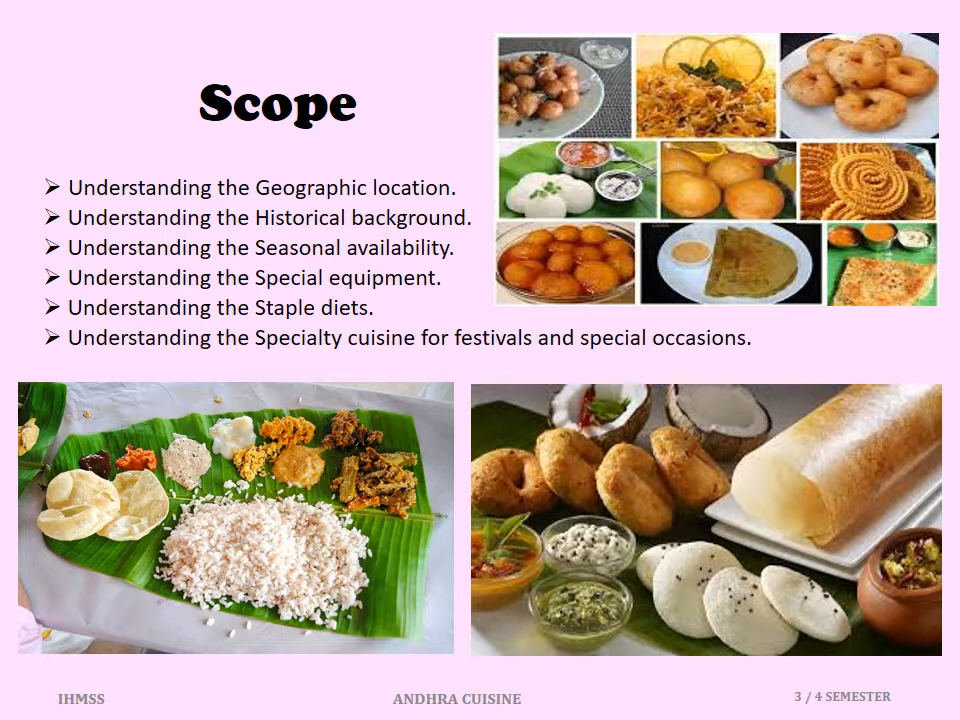 Scope
➢ Understanding the Geographic location.
➢ Understanding the Historical background.
➢ Understanding the Seasonal availability.
➢ Understanding the Special equipment.
➢ Understanding the Staple diets.
➢ Understanding the Specialty cuisine for festivals and special occasions.
IHMSS
ANDHRA CUISINE
3 / 4 SEMESTER